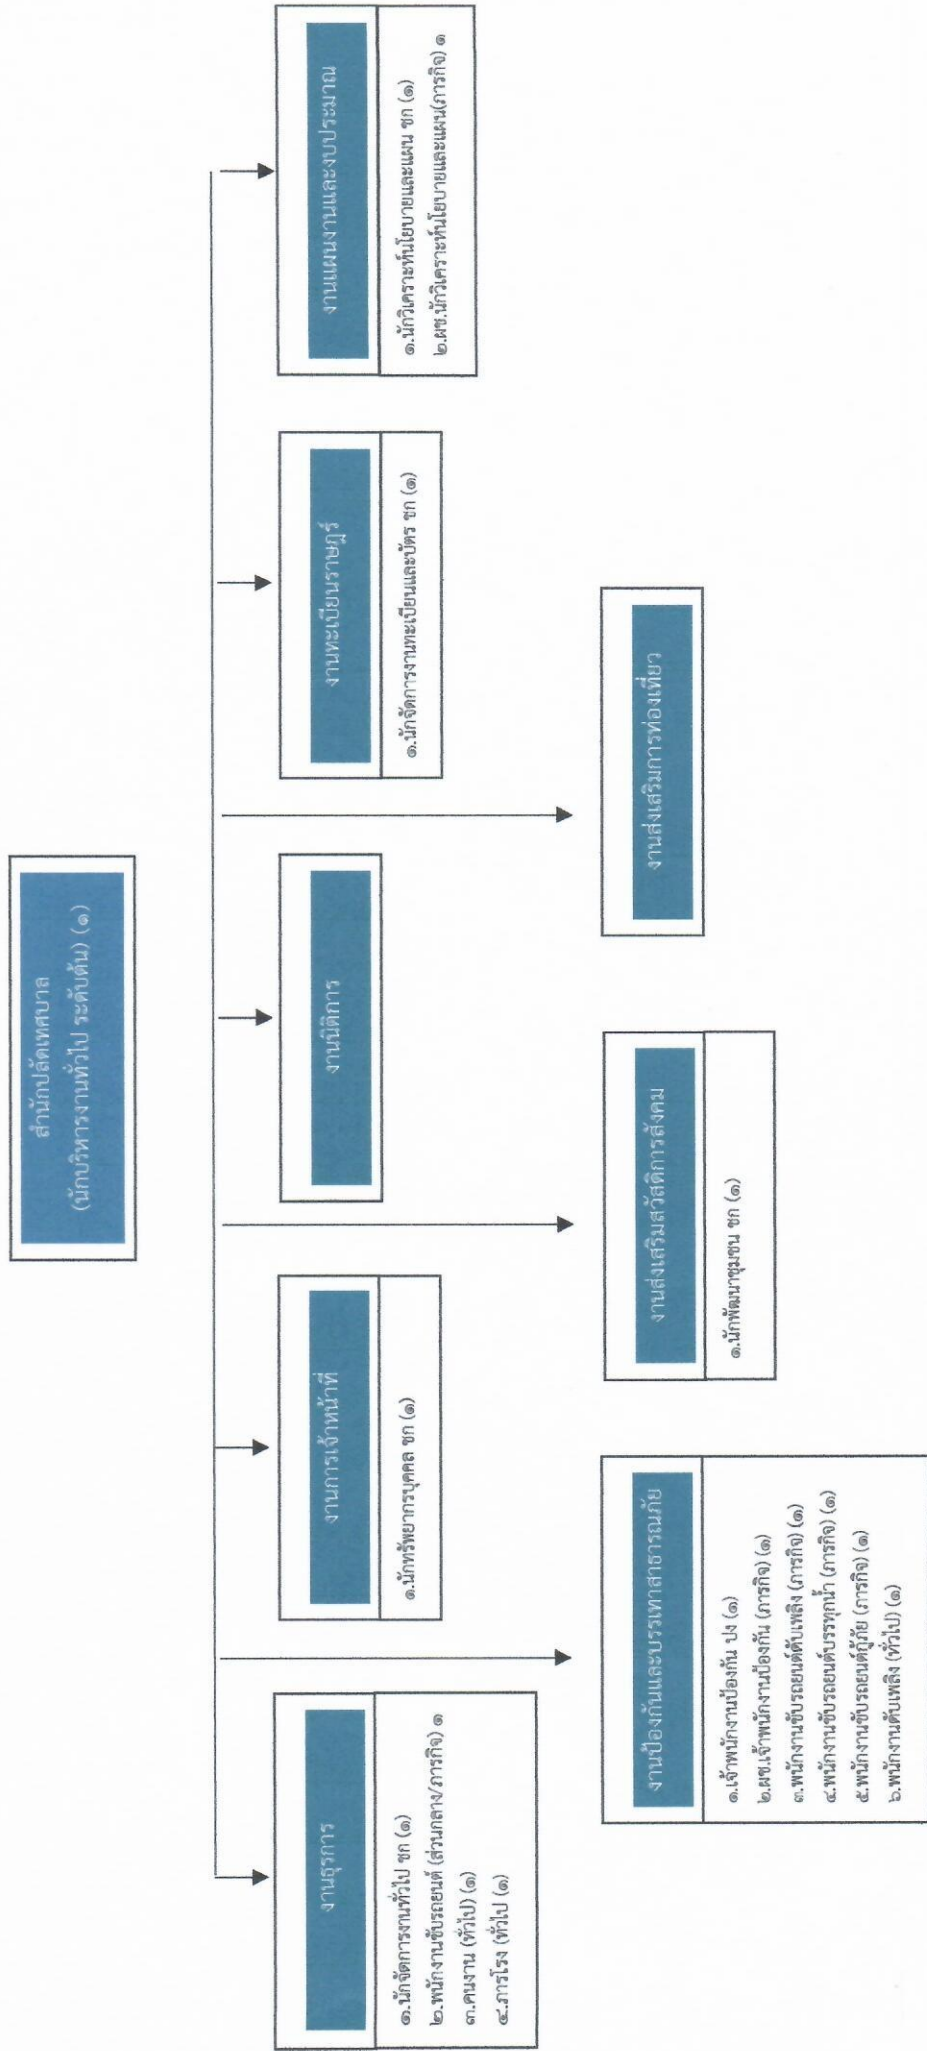 สำนักปลัดเทศบาล
(นักบริหารงานทั่วไป ระดับต้น) (๑)
งานธุรการ
๑.นักจัดการงานทั่วไป ชก (๑)
๒.พนักงานขับรถยนต์ (ส่วนกลาง/ภารกิจ) ๑
๓.คนงาน (ทั่วไป) (๑)
๔.ภารโรง (ทั่วไป (๑)
งานการเจ้าหน้าที่
๑.นักทรัพยากรบุคคล ชก (๑)
งานนิติการ
งานทะเบียนราษฎร์
๑.นักจัดการงานทะเบียนและบัตร ชก (๑)
งานแผนงานและงบประมาณ
๑.นักวิเคราะห์นโยบายและแผน ชก (๑)
๒.ผช.นักวิเคราะห์นโยบายและแผน(ภารกิจ) ๑
งานป้องกันและบรรเทาสาธารณภัย
๑.เจ้าพนักงานป้องกัน ปง (๑)
๒.ผช.เจ้าพนักงานป้องกัน (ภารกิจ) (๑)
๓.พนักงานขับรถยนต์ดับเพลิง (ภารกิจ) (๑)
๔.พนักงานขับรถยนต์บรรทุกน้ำ (ภารกิจ) (๑)
๕.พนักงานขับรถยนต์กู้ภัย (ภารกิจ) (๑)
๖.พนักงานดับเพลิง (ทั่วไป) (๑)
งานส่งเสริมสวัสดิการสังคม
๑.นักพัฒนาชุมชน ชก (๑)
งานส่งเสริมการท่องเที่ยว